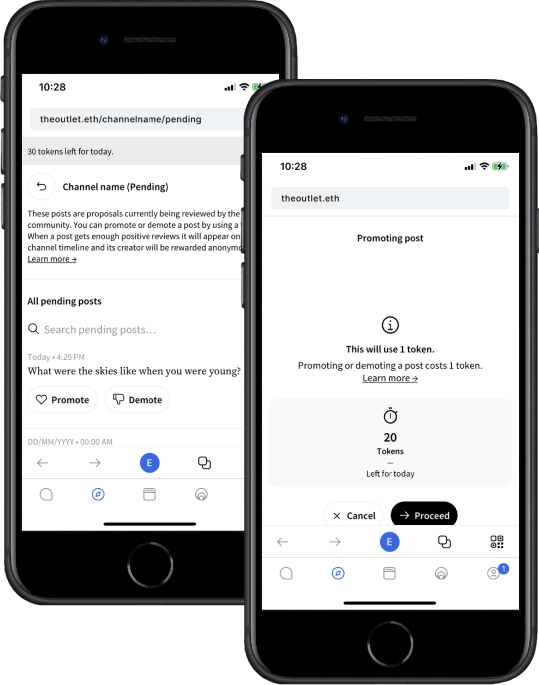 10:28
theoutlet.eth/channelname/pending
30 tokens left for today.
Channel name (Pending)
These posts are proposals currently being reviewed by the
community. You can promote or demote a post by using a
When a post gets enough positive reviews it will appear on
channel timeline and its creator will be rewarded
Learn more →
All pending posts
Search pending posts...
Today • 4:20 PM
What were the skies like when you were young?
Promote
Demote
DD/MM/YYYY • 00:00 AM
E
10:28
theoutlet.eth
Promoting post
This will use 1 token.
Promoting or demoting a post costs 1 token.
Learn more →
20
Tokens
—
Left for today
Cancel
Proceed
E
1